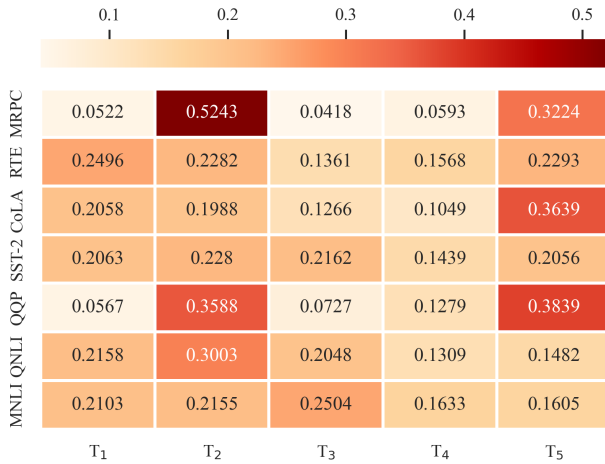 0.1 0.2 0.3 0.4 0.5
MRPC 0.0522 0.5243 0.0418 0.0593 0.3224
RTE 0.2496 0.2282 0.1361 0.1568 0.2293
CoLA 0.2058 0.1988 0.1266 0.1049 0.3639
SST-2 0.2063 0.228 0.2162 0.1439 0.2056
QQP 0.0567 0.3588 0.0727 0.1279 0.3839
QNLI 0.2158 0.3003 0.2048 0.1309 0.1482
MNLI 0.2103 0.2155 0.2504 0.1633 0.1605
T₁ T₂ T₃ T₄ T₅